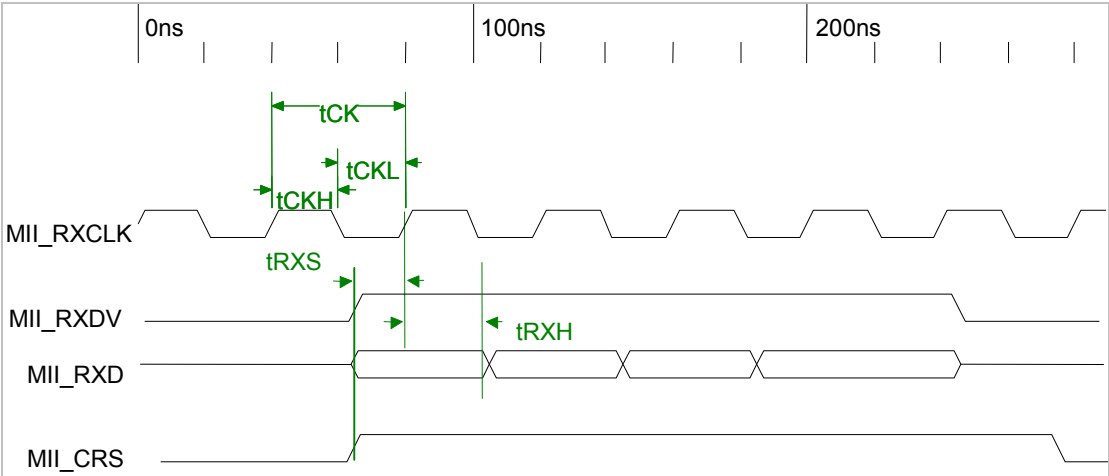 0ns 100ns 200ns
tCK
tCKL
tCKH
MII_RXCLK
tRXS
MII_RXDV
tRXH
MII_RXD
MII_CRS